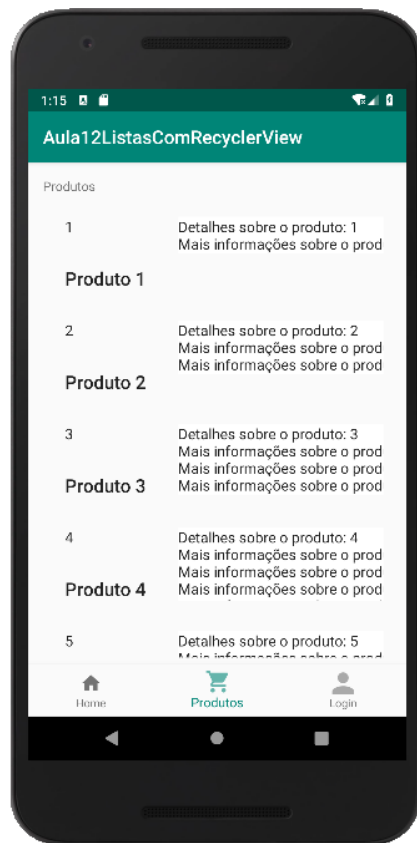 1:15
Aula12ListasComRecyclerView
Produtos
1
Detalhes sobre o produto: 1
Mais informações sobre o prod
Produto 1
2
Detalhes sobre o produto: 2
Mais informações sobre o prod
Mais informações sobre o prod
Produto 2
3
Detalhes sobre o produto: 3
Mais informações sobre o prod
Mais informações sobre o prod
Mais informações sobre o prod
Produto 3
4
Detalhes sobre o produto: 4
Mais informações sobre o prod
Mais informações sobre o prod
Mais informações sobre o prod
Produto 4
5
Detalhes sobre o produto: 5
Mais informações sobre o prod
Home
Produtos
Login